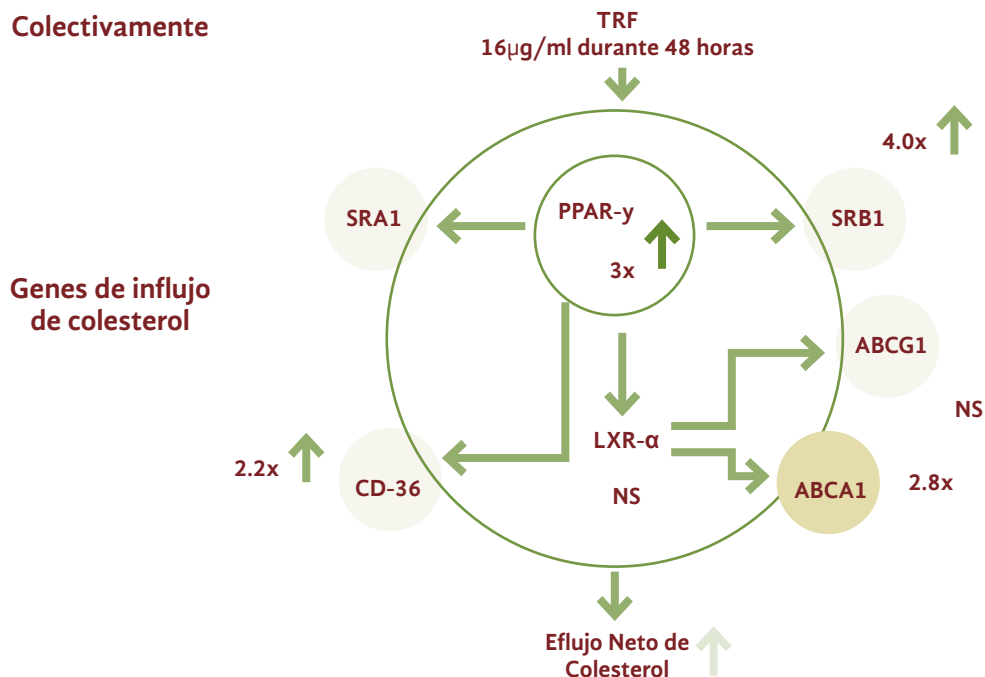 Colectivamente
TRF
16µg/ml durante 48 horas
4.0x
SRA1
PPAR-y
3x
SRB1
Genes de influjo
de colesterol
ABCG1
NS
LXR-α
NS
2.2x
CD-36
ABCA1
2.8x
Eflujo Neto de
Colesterol